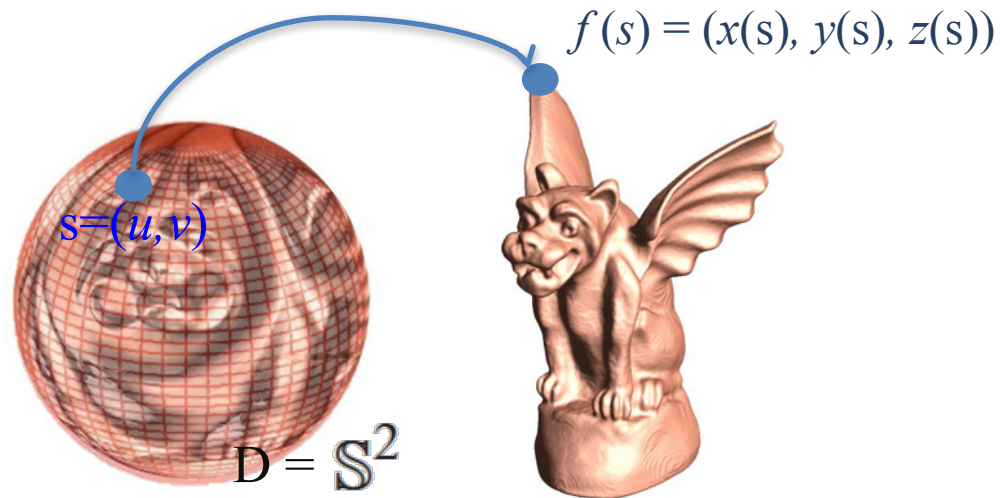 f (s) = (x(s), y(s), z(s))
s=(u,v)
D = 𝕊²